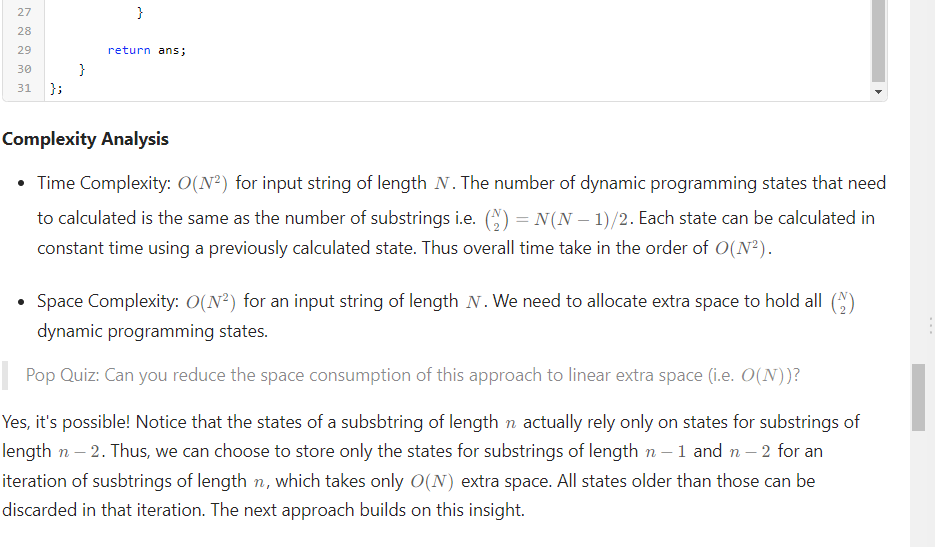 27 }
28
29 return ans;
30 }
31 };
Complexity Analysis
• Time Complexity: O(N²) for input string of length N. The number of dynamic programming states that need
to calculated is the same as the number of substrings i.e. (N 2) = N(N − 1)/2. Each state can be calculated in
constant time using a previously calculated state. Thus overall time take in the order of O(N²).
• Space Complexity: O(N²) for an input string of length N. We need to allocate extra space to hold all (N 2)
dynamic programming states.
Pop Quiz: Can you reduce the space consumption of this approach to linear extra space (i.e. O(N))?
Yes, it's possible! Notice that the states of a subsbtring of length n actually rely only on states for substrings of
length n − 2. Thus, we can choose to store only the states for substrings of length n − 1 and n − 2 for an
iteration of susbtrings of length n, which takes only O(N) extra space. All states older than those can be
discarded in that iteration. The next approach builds on this insight.